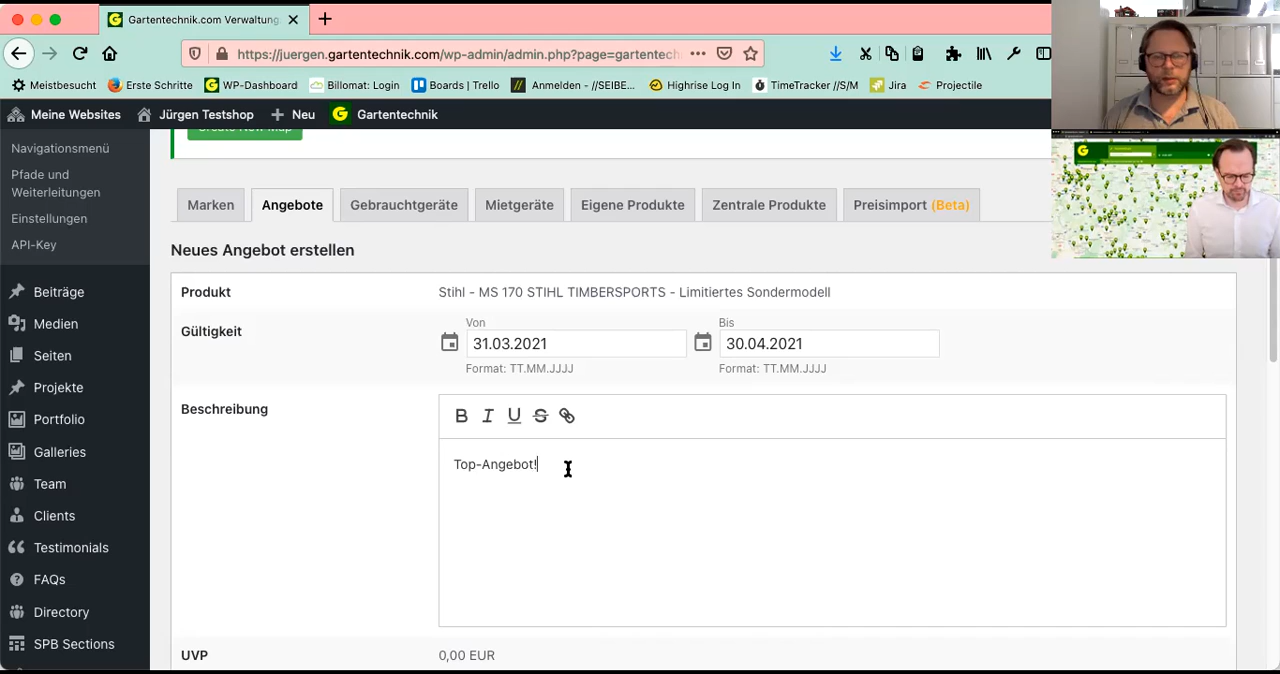 Gartentechnik.com Verwaltung
https://juergen.gartentechnik.com/wp-admin/admin.php?page=gartentech
Meistbesucht Erste Schritte WP-Dashboard Billomat: Login Boards | Trello Anmelden - //SEIBE... Highrise Log In TimeTracker //S/M Jira Projectile
Meine Websites Jürgen Testshop Neu Gartentechnik
Navigationsmenü
Pfade und
Weiterleitungen
Einstellungen
API-Key
Beiträge
Medien
Seiten
Projekte
Portfolio
Galleries
Team
Clients
Testimonials
FAQs
Directory
SPB Sections
Create New Map
Marken Angebote Gebrauchtgeräte Mietgeräte Eigene Produkte Zentrale Produkte Preisimport (Beta)
Neues Angebot erstellen
Produkt Stihl - MS 170 STIHL TIMBERSPORTS - Limitiertes Sondermodell
Gültigkeit
Von Bis
31.03.2021 30.04.2021
Format: TT.MM.JJJJ Format: TT.MM.JJJJ
Beschreibung
B I U S
Top-Angebot!
UVP 0,00 EUR